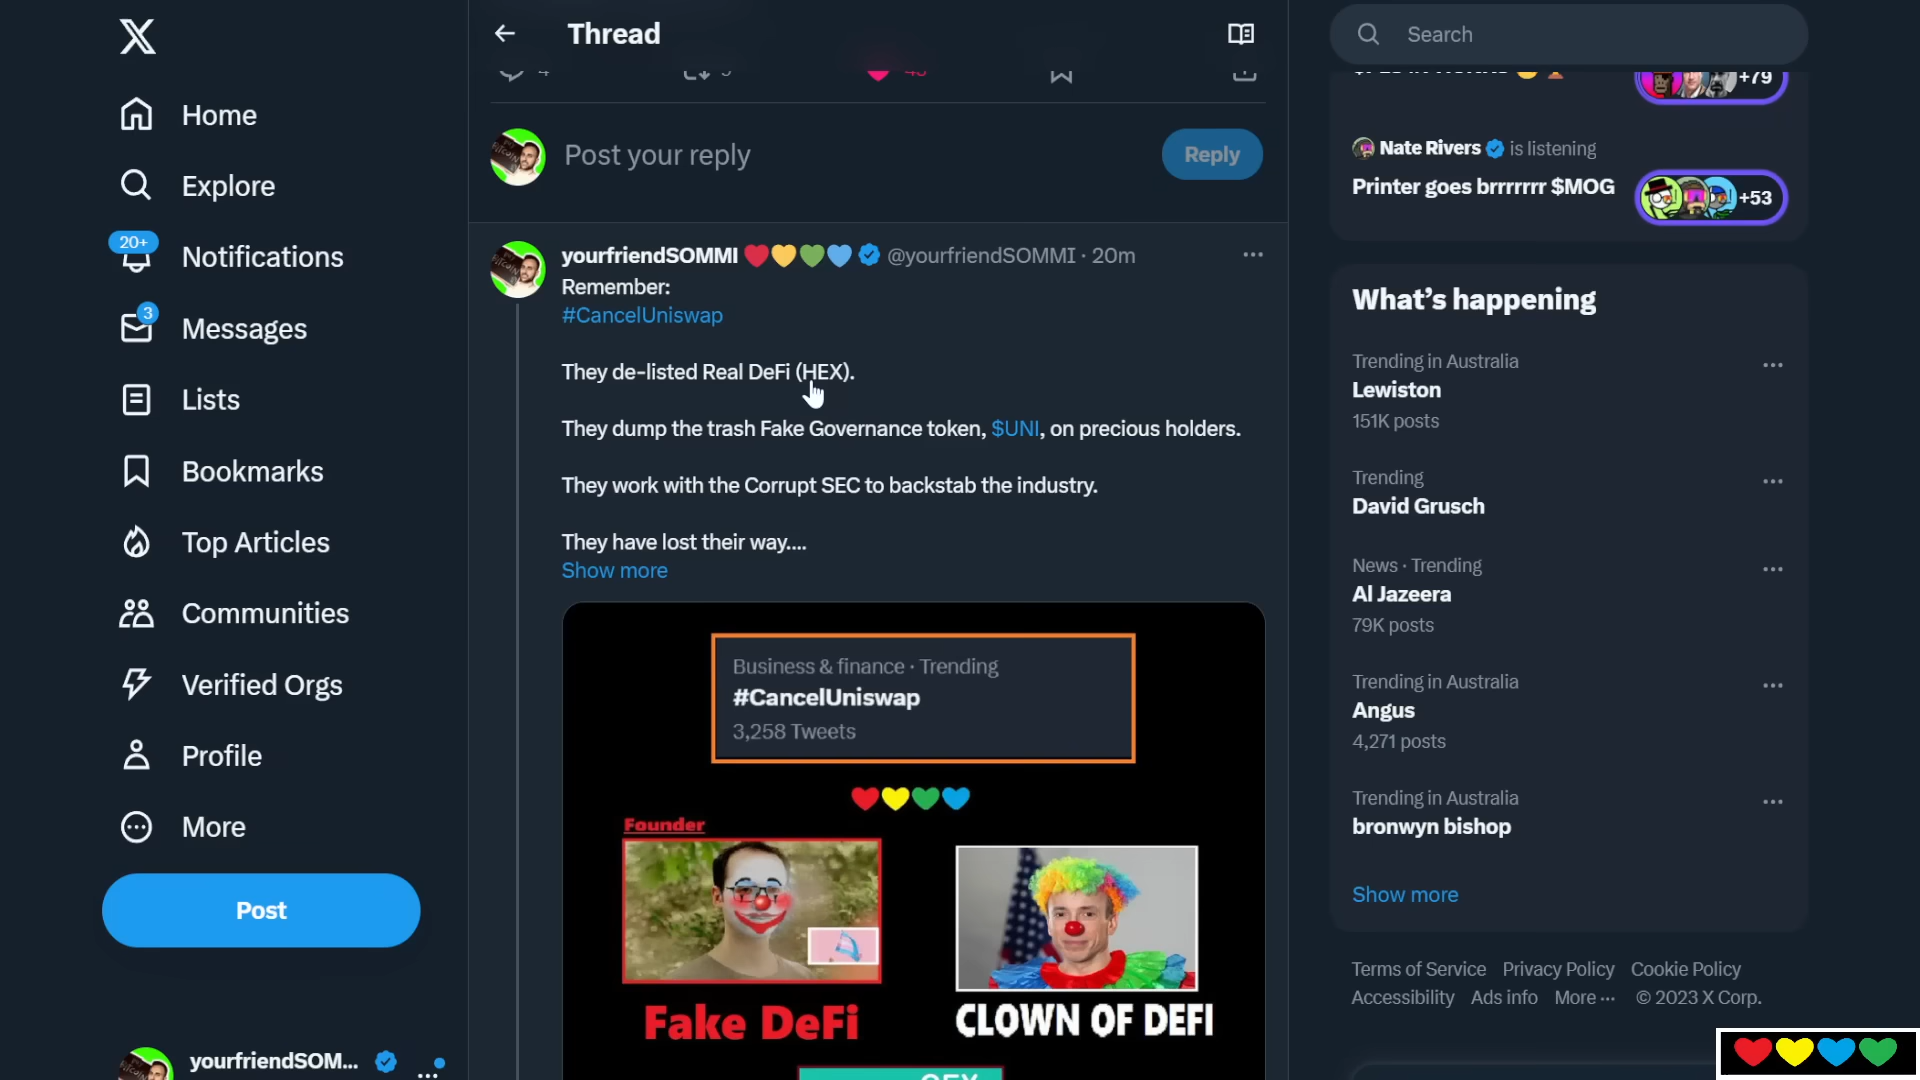 Home
Explore
20+
Notifications
3
Messages
Lists
Bookmarks
Top Articles
Communities
Verified Orgs
Profile
More
Post
yourfriendSOM...
Thread
Post your reply
Reply
yourfriendSOMMI @yourfriendSOMMI · 20m
Remember:
#CancelUniswap
They de-listed Real DeFi (HEX).
They dump the trash Fake Governance token, $UNI, on precious holders.
They work with the Corrupt SEC to backstab the industry.
They have lost their way....
Show more
Business & finance · Trending
#CancelUniswap
3,258 Tweets
Founder
Fake DeFi
CLOWN OF DEFI
Search
+79
Nate Rivers is listening
Printer goes brrrrrrr $MOG
+53
What's happening
Trending in Australia
Lewiston
151K posts
Trending
David Grusch
News · Trending
Al Jazeera
79K posts
Trending in Australia
Angus
4,271 posts
Trending in Australia
bronwyn bishop
Show more
Terms of Service Privacy Policy Cookie Policy
Accessibility Ads info More ··· © 2023 X Corp.